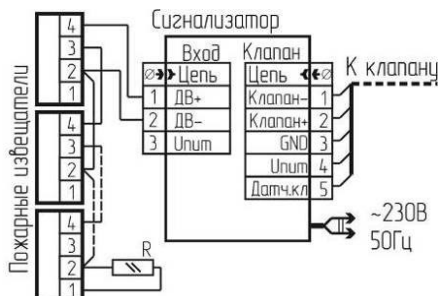 Сигнализатор
Пожарные извещатели
4
3
2
1
4
3
2
1
4
3
2
1
R
Вход
Цепь
1 ДВ+
2 ДВ-
3 Uпит
Клапан
Цепь
Клапан- 1
Клапан+ 2
GND 3
Uпит 4
Датч.кл 5
К клапану
~230В
50Гц